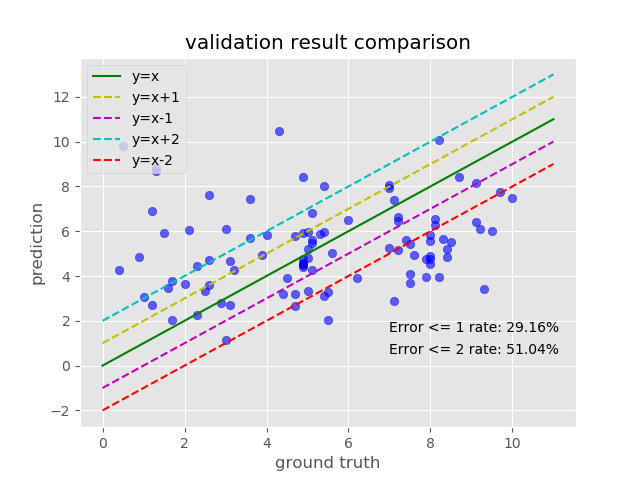 validation result comparison
y=x
y=x+1
y=x-1
y=x+2
y=x-2
12
10
8
6
4
2
0
−2
prediction
Error <= 1 rate: 29.16%
Error <= 2 rate: 51.04%
0
2
4
6
8
10
ground truth